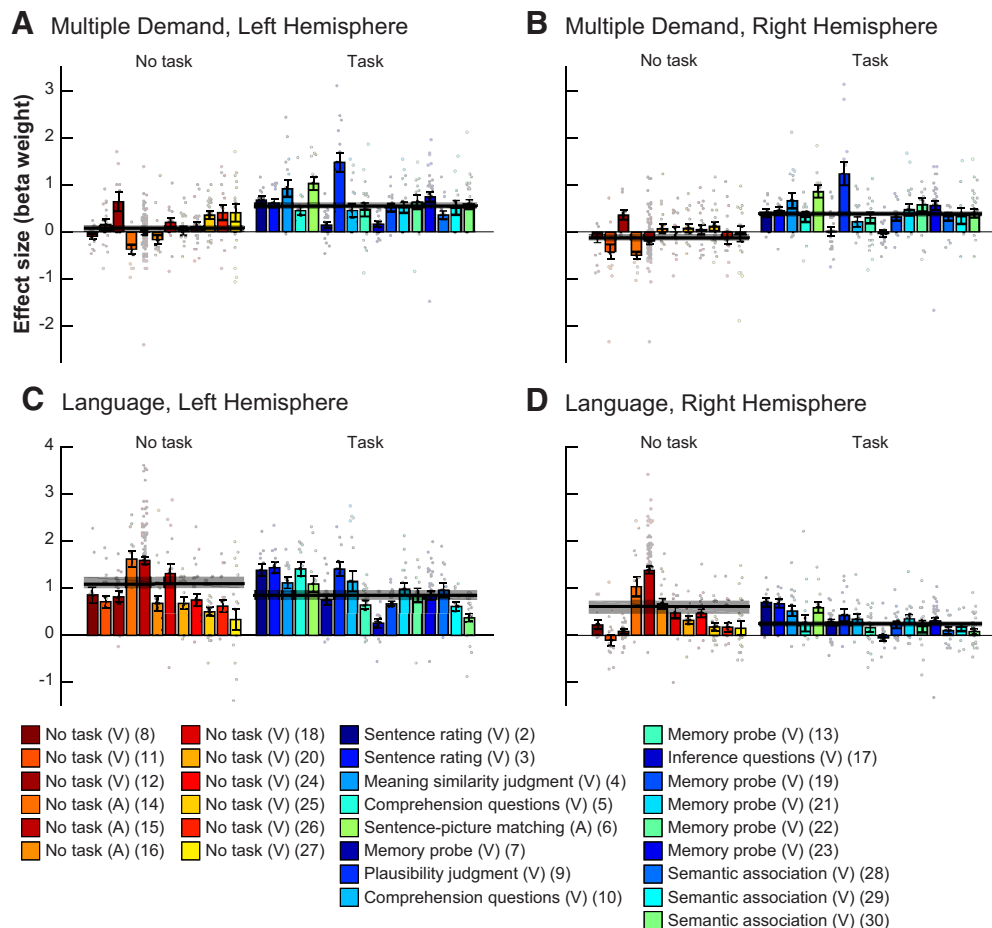 A Multiple Demand, Left Hemisphere
No task
Task
Effect size (beta weight)
3
2
1
0
-1
-2
B Multiple Demand, Right Hemisphere
No task
Task
C Language, Left Hemisphere
No task
Task
4
3
2
1
0
-1
D Language, Right Hemisphere
No task
Task
No task (V) (8)
No task (V) (11)
No task (V) (12)
No task (A) (14)
No task (A) (15)
No task (A) (16)
No task (V) (18)
No task (V) (20)
No task (V) (24)
No task (V) (25)
No task (V) (26)
No task (V) (27)
Sentence rating (V) (2)
Sentence rating (V) (3)
Meaning similarity judgment (V) (4)
Comprehension questions (V) (5)
Sentence-picture matching (A) (6)
Memory probe (V) (7)
Plausibility judgment (V) (9)
Comprehension questions (V) (10)
Memory probe (V) (13)
Inference questions (V) (17)
Memory probe (V) (19)
Memory probe (V) (21)
Memory probe (V) (22)
Memory probe (V) (23)
Semantic association (V) (28)
Semantic association (V) (29)
Semantic association (V) (30)